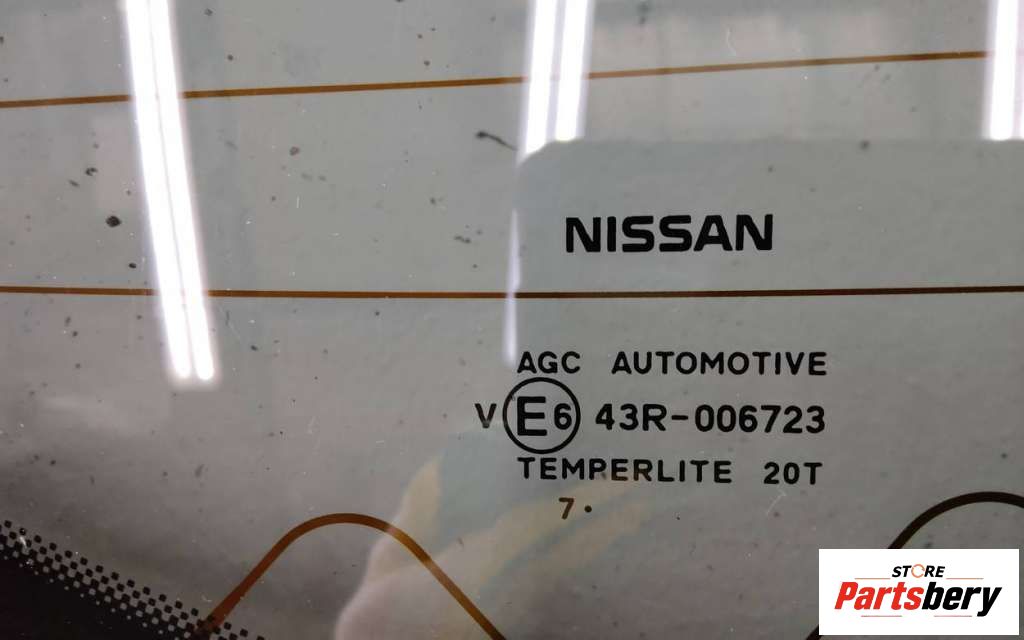 NISSAN
AGC AUTOMOTIVE
V E6 43R-006723
TEMPERLITE 20T
7.
STORE
Partsbery